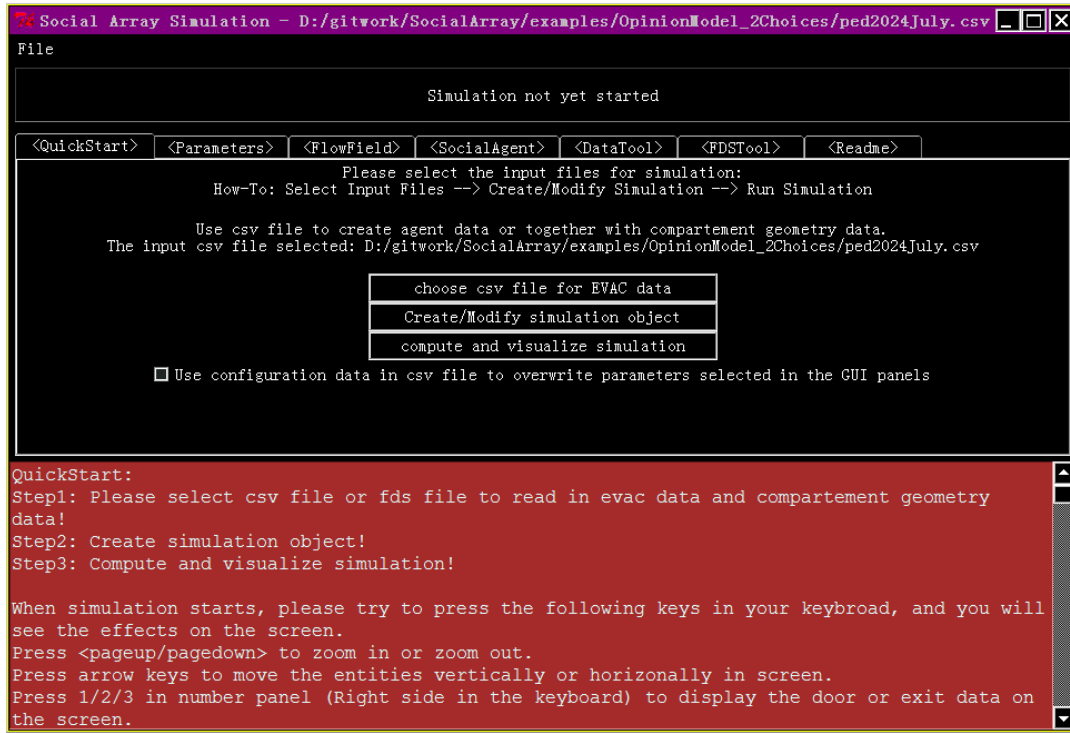 Social Array Simulation - D:/gitwork/SocialArray/examples/OpinionModel_2Choices/ped2024July.csv
File
Simulation not yet started
<QuickStart> <Parameters> <FlowField> <SocialAgent> <DataTool> <FDSTool> <Readme>
Please select the input files for simulation:
How-To: Select Input Files --> Create/Modify Simulation --> Run Simulation
Use csv file to create agent data or together with compartement geometry data.
The input csv file selected: D:/gitwork/SocialArray/examples/OpinionModel_2Choices/ped2024July.csv
choose csv file for EVAC data
Create/Modify simulation object
compute and visualize simulation
Use configuration data in csv file to overwrite parameters selected in the GUI panels
QuickStart:
Step1: Please select csv file or fds file to read in evac data and compartement geometry
data!
Step2: Create simulation object!
Step3: Compute and visualize simulation!
When simulation starts, please try to press the following keys in your keybroad, and you will
see the effects on the screen.
Press <pageup/pagedown> to zoom in or zoom out.
Press arrow keys to move the entities vertically or horizonally in screen.
Press 1/2/3 in number panel (Right side in the keyboard) to display the door or exit data on
the screen.